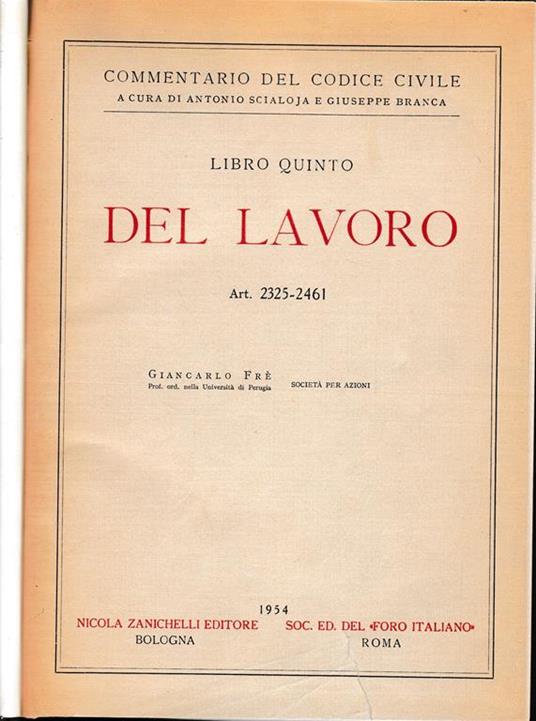 COMMENTARIO DEL CODICE CIVILE
A CURA DI ANTONIO SCIALOJA E GIUSEPPE BRANCA
LIBRO QUINTO
DEL LAVORO
Art. 2325-2461
GIANCARLO FRÈ
Prof. ord. nella Università di Perugia SOCIETÀ PER AZIONI
1954
NICOLA ZANICHELLI EDITORE SOC. ED. DEL «FORO ITALIANO»
BOLOGNA ROMA